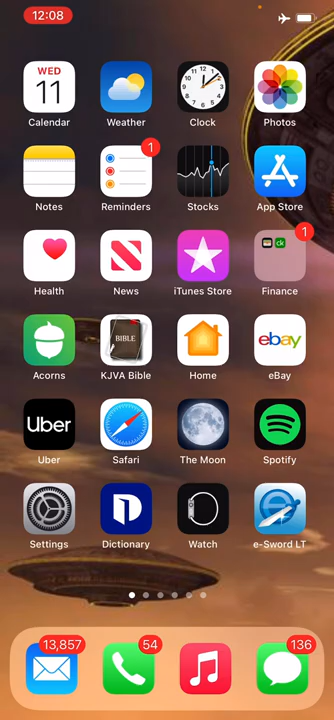 12:08
WED
11
Calendar
Weather
Clock
Photos
1
Notes
Reminders
Stocks
App Store
1
ck
Health
News
iTunes Store
Finance
BIBLE
ebay
Acorns
KJVA Bible
Home
eBay
Uber
Uber
Safari
The Moon
Spotify
Settings
Dictionary
Watch
e-Sword LT
13,857
54
136